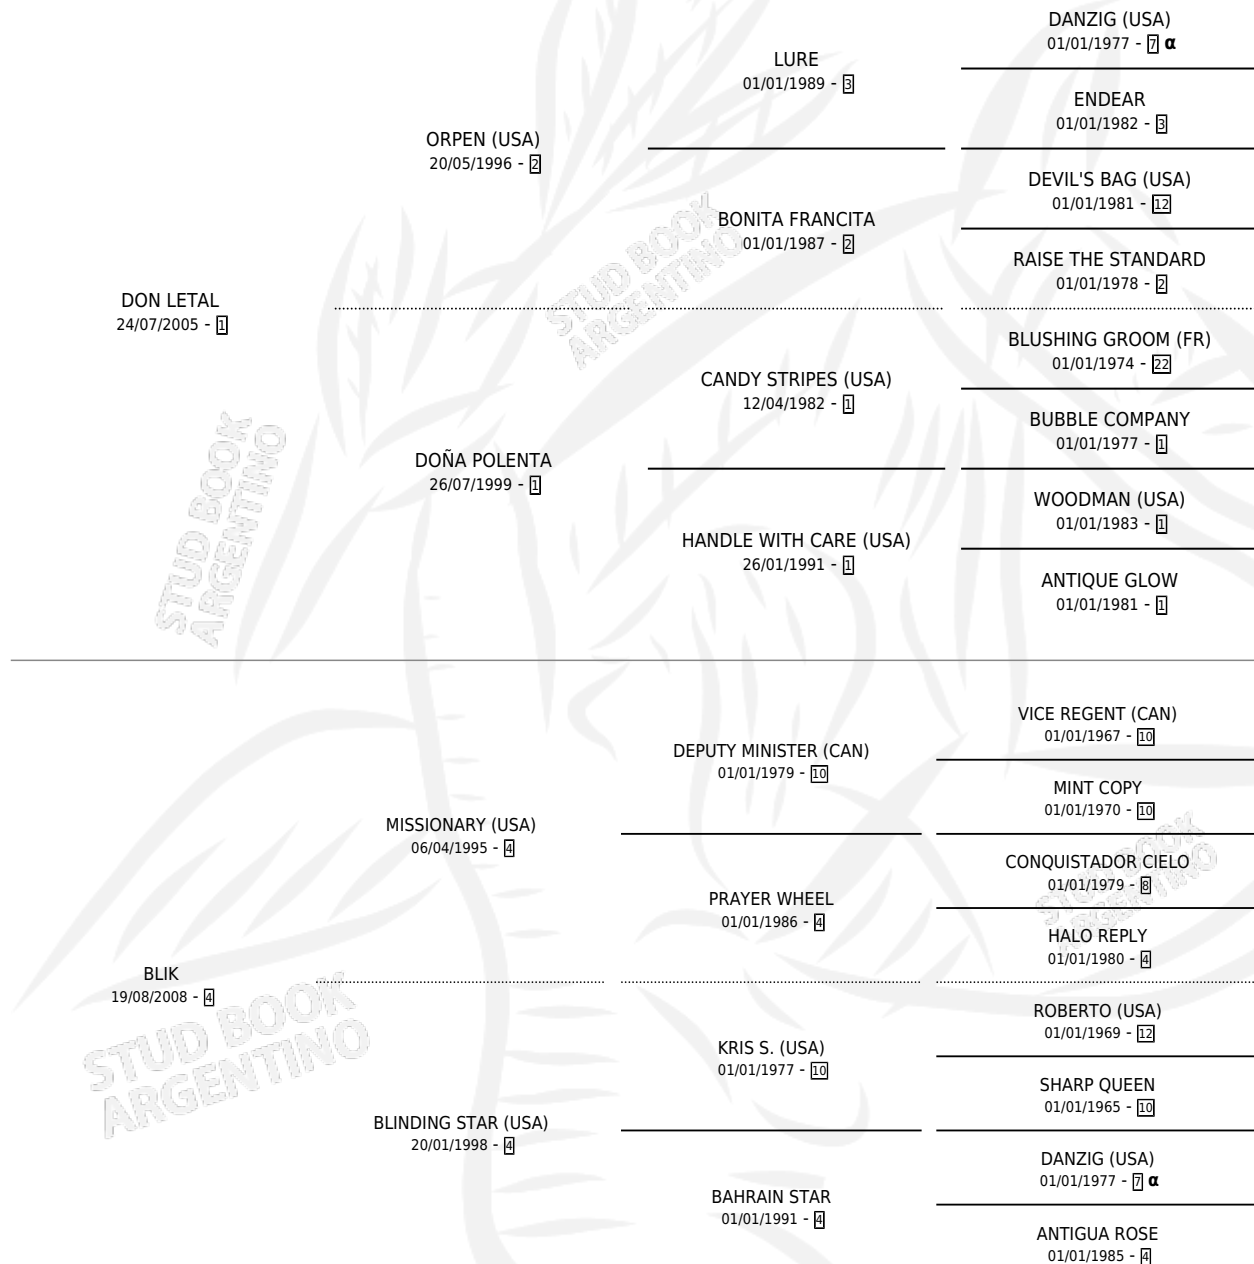 DANZIG (USA)
01/01/1977 - 7 α
LURE
01/01/1989 - 3
ENDEAR
01/01/1982 - 3
ORPEN (USA)
20/05/1996 - 2
DEVIL'S BAG (USA)
01/01/1981 - 12
BONITA FRANCITA
01/01/1987 - 2
RAISE THE STANDARD
01/01/1978 - 2
STUD BOOK
ARGENTINO
DON LETAL
24/07/2005 - 1
BLUSHING GROOM (FR)
01/01/1974 - 22
CANDY STRIPES (USA)
12/04/1982 - 1
BUBBLE COMPANY
01/01/1977 - 1
DOÑA POLENTA
26/07/1999 - 1
WOODMAN (USA)
01/01/1983 - 1
HANDLE WITH CARE (USA)
26/01/1991 - 1
ANTIQUE GLOW
01/01/1981 - 1
STUD BOOK
ARGENTINO
VICE REGENT (CAN)
01/01/1967 - 10
DEPUTY MINISTER (CAN)
01/01/1979 - 10
MINT COPY
01/01/1970 - 10
MISSIONARY (USA)
06/04/1995 - 4
CONQUISTADOR CIELO
01/01/1979 - 8
STUD BOOK
ARGENTINO
PRAYER WHEEL
01/01/1986 - 4
HALO REPLY
01/01/1980 - 4
BLIK
19/08/2008 - 4
STUD BOOK
ARGENTINO
ROBERTO (USA)
01/01/1969 - 12
KRIS S. (USA)
01/01/1977 - 10
SHARP QUEEN
01/01/1965 - 10
BLINDING STAR (USA)
20/01/1998 - 4
DANZIG (USA)
01/01/1977 - 7 α
BAHRAIN STAR
01/01/1991 - 4
ANTIGUA ROSE
01/01/1985 - 4